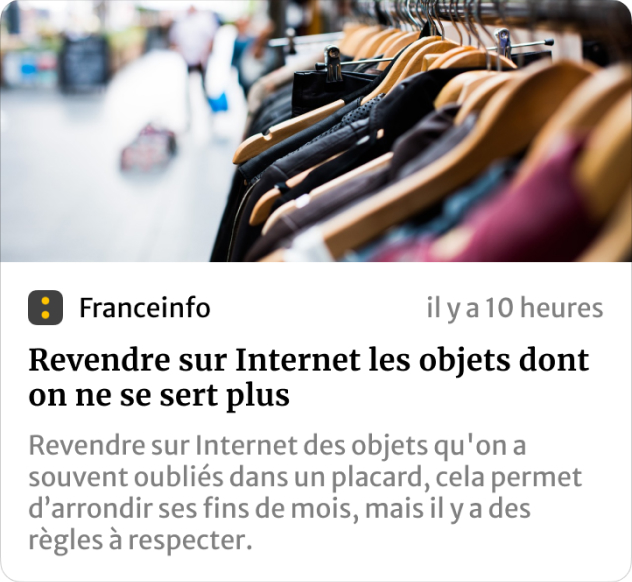 Franceinfo
il y a 10 heures
Revendre sur Internet les objets dont
on ne se sert plus
Revendre sur Internet des objets qu'on a
souvent oubliés dans un placard, cela permet
d’arrondir ses fins de mois, mais il y a des
règles à respecter.